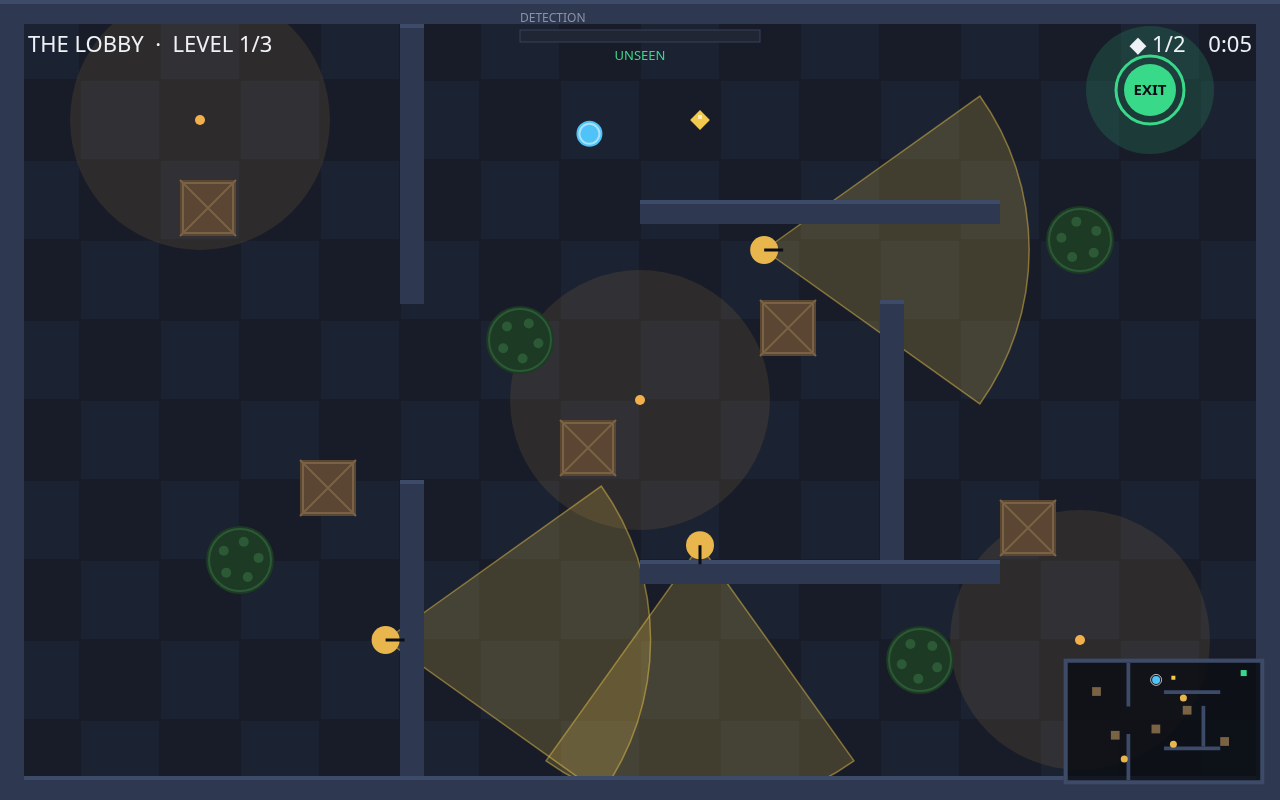 DETECTION
THE LOBBY · LEVEL 1/3
◆ 1/2 0:05
UNSEEN
EXIT